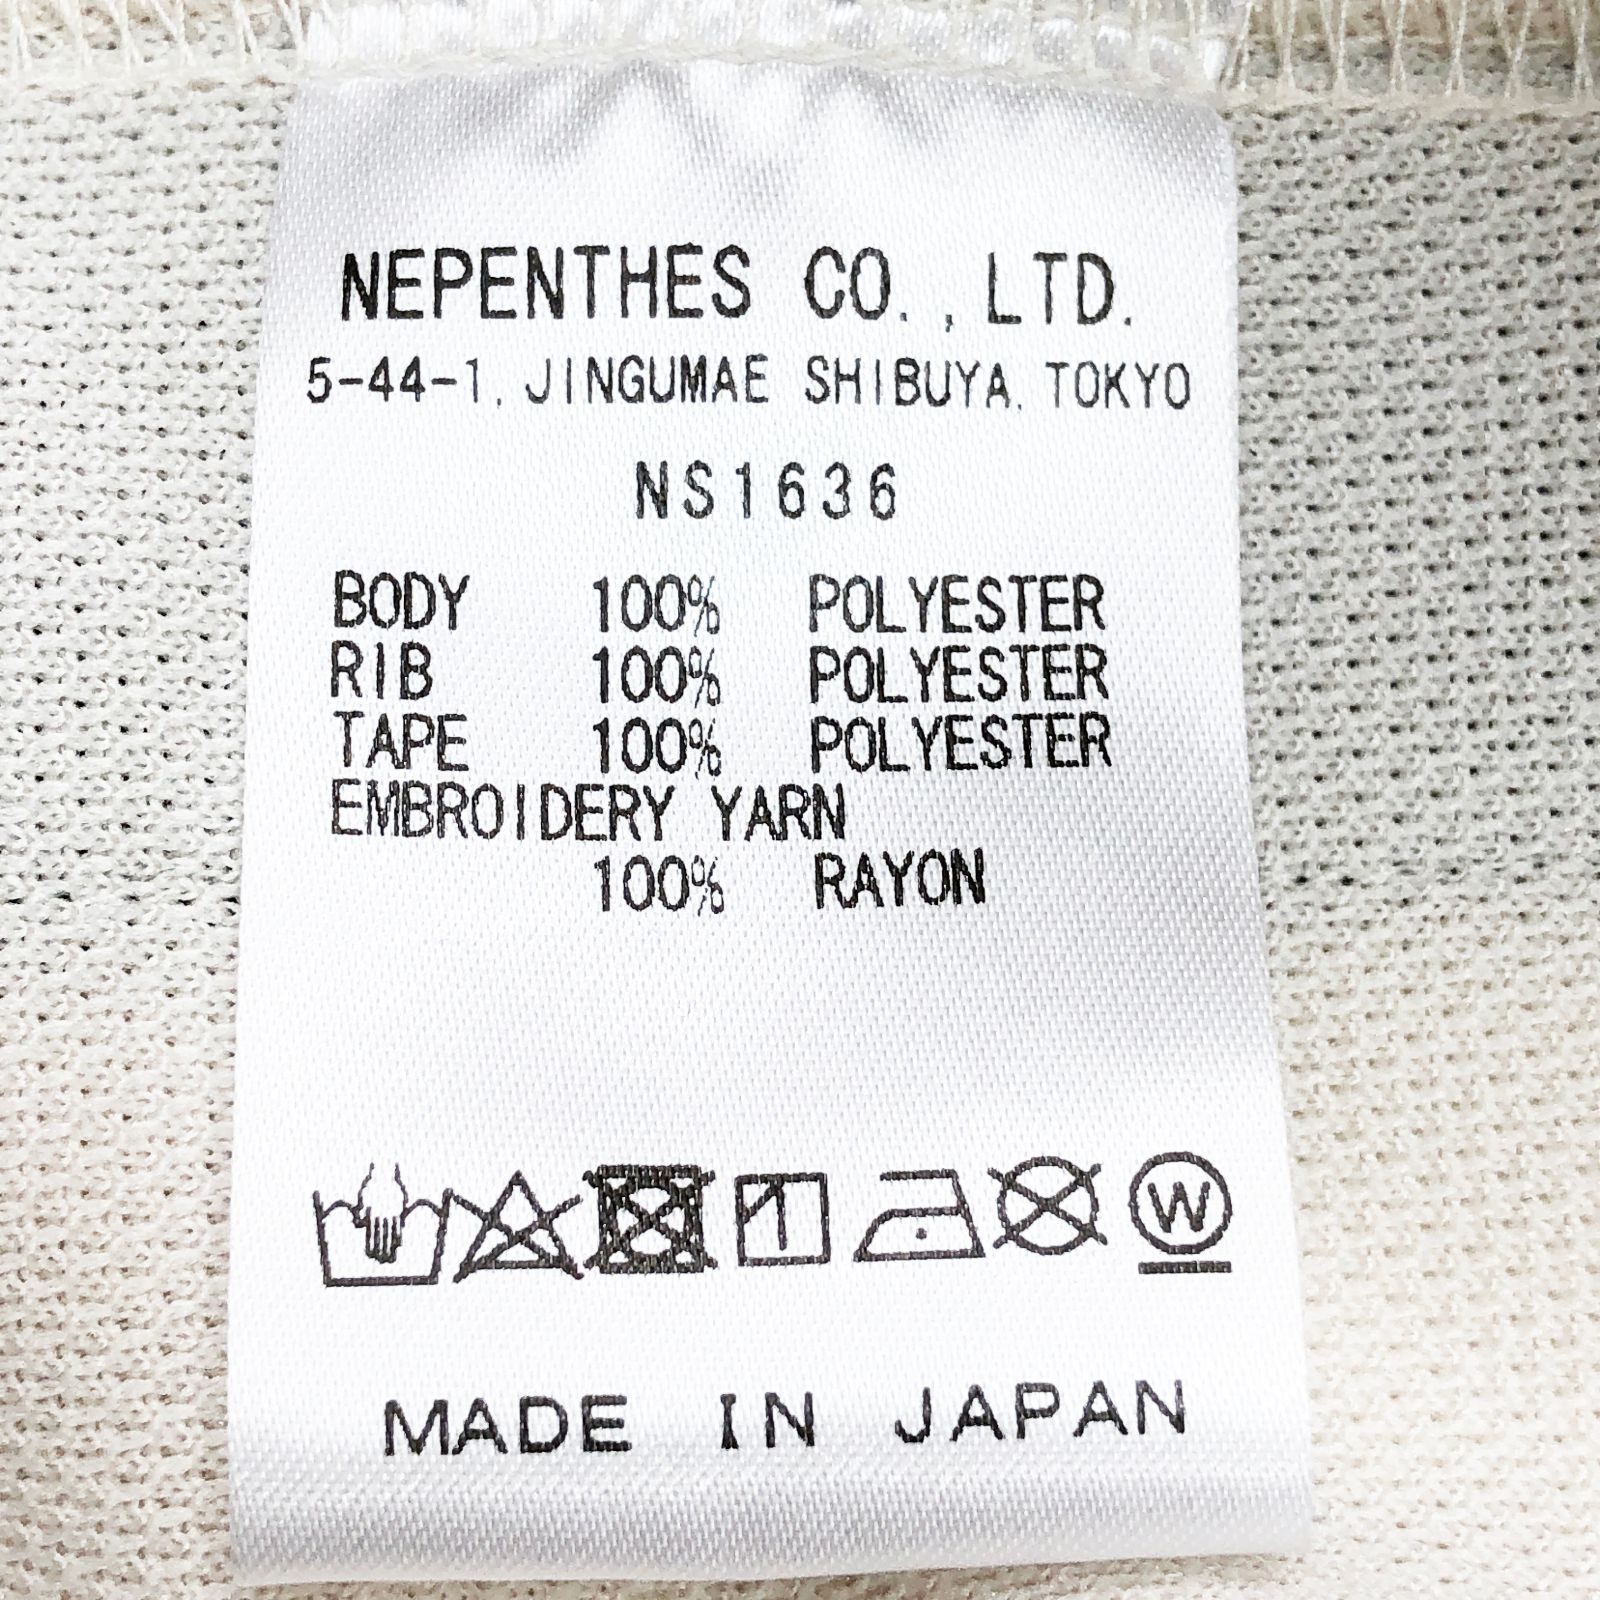 NEPENTHES CO., LTD.
5-44-1, JINGUMAE SHIBUYA, TOKYO
NS1636
BODY 100% POLYESTER
RIB 100% POLYESTER
TAPE 100% POLYESTER
EMBROIDERY YARN
100% RAYON
W
MADE IN JAPAN